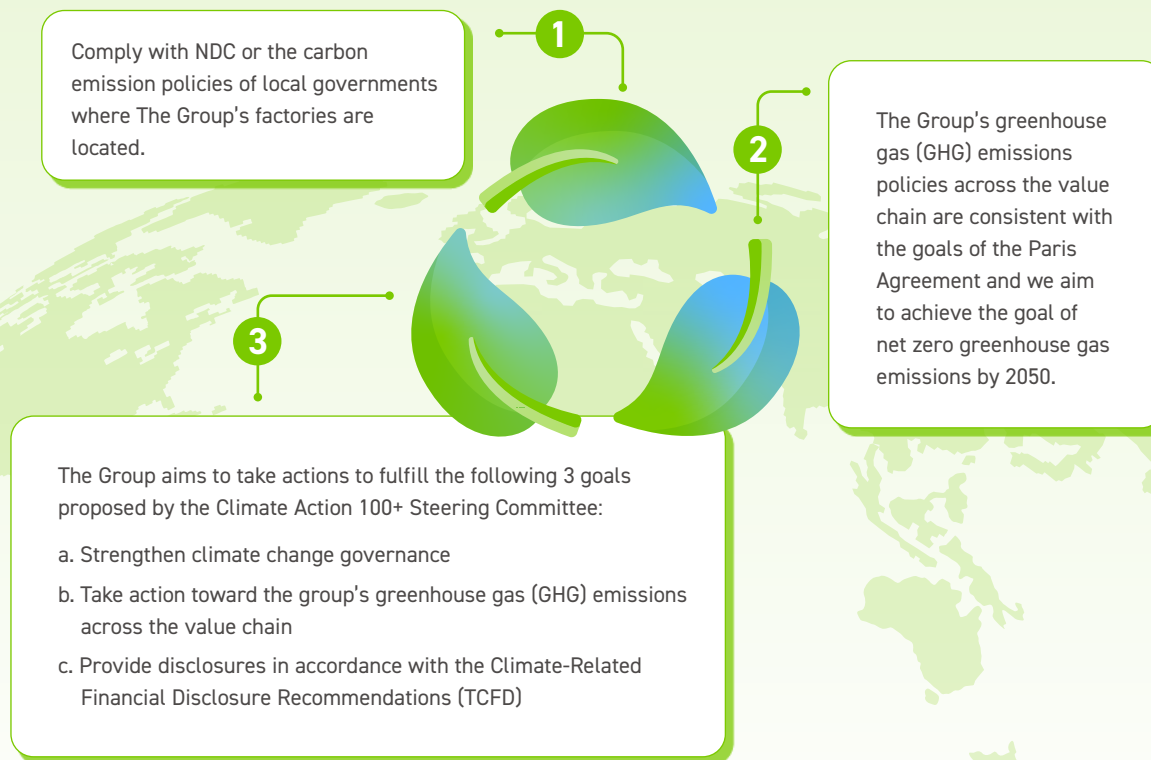 1
Comply with NDC or the carbon
emission policies of local governments
where The Group's factories are
located.
2
The Group's greenhouse
gas (GHG) emissions
policies across the value
chain are consistent with
the goals of the Paris
Agreement and we aim
to achieve the goal of
net zero greenhouse gas
emissions by 2050.
3
The Group aims to take actions to fulfill the following 3 goals
proposed by the Climate Action 100+ Steering Committee:
a. Strengthen climate change governance
b. Take action toward the group's greenhouse gas (GHG) emissions
across the value chain
c. Provide disclosures in accordance with the Climate-Related
Financial Disclosure Recommendations (TCFD)